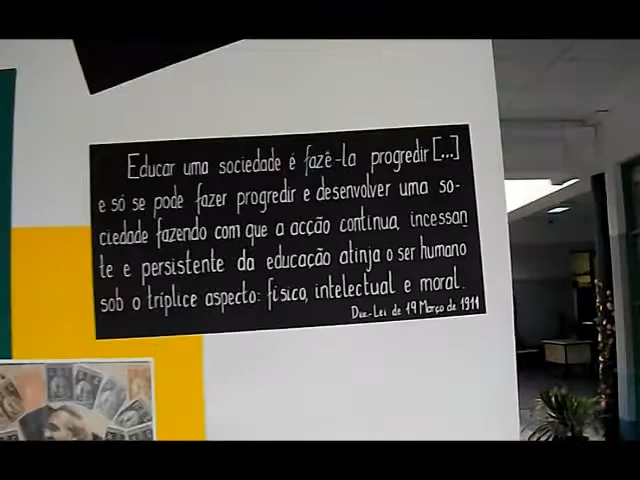 Educar uma sociedade é fazê-la progredir [...]
e só se pode fazer progredir e desenvolver uma so-
ciedade fazendo com que a acção continua, incessan
te e persistente da educação atinja o ser humano
sob o tríplice aspecto: físico, intelectual e moral.
Dec-Lei de 19 Março de 1911